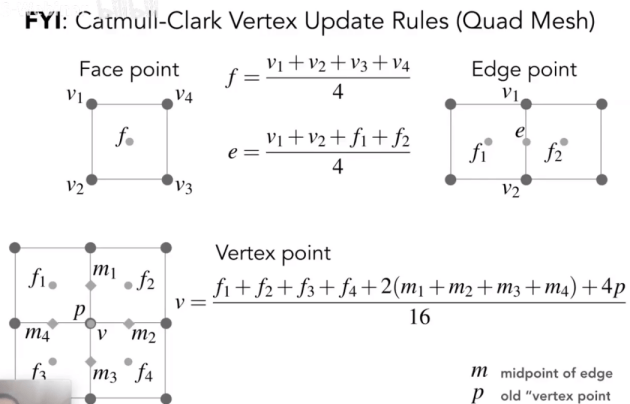 FYI: Catmull-Clark Vertex Update Rules (Quad Mesh)
Face point
f = (v₁ + v₂ + v₃ + v₄) / 4
Edge point
v₁
v₄
f
v₂
v₃
e = (v₁ + v₂ + f₁ + f₂) / 4
v₁
e
f₁
f₂
v₂
Vertex point
v = (f₁ + f₂ + f₃ + f₄ + 2(m₁ + m₂ + m₃ + m₄) + 4p) / 16
f₁
m₁
f₂
p
m₄
v
m₂
f₃
m₃
f₄
m midpoint of edge
p old "vertex point